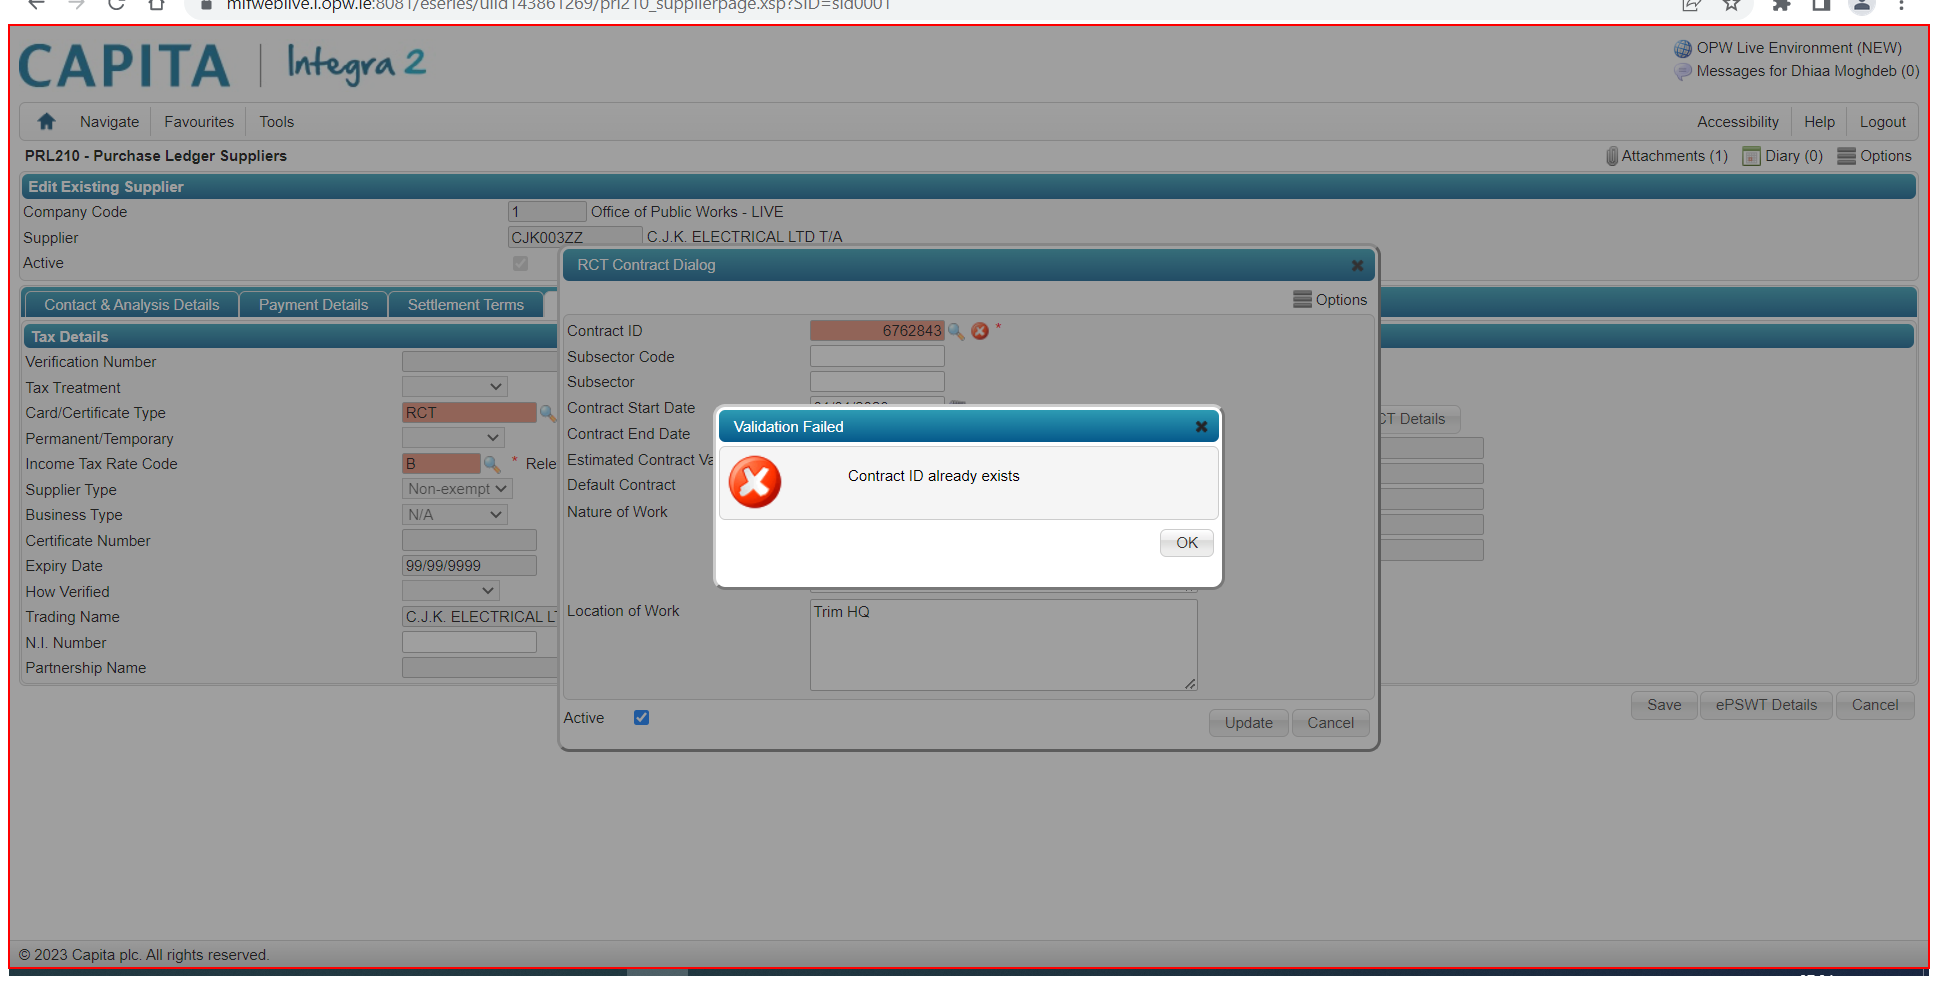 mifweblive.i.opw.ie:8081/eseries/uiid143861269/prl210_supplierpage.xsp?SID=sid0001
CAPITA Integra 2
OPW Live Environment (NEW)
Messages for Dhiaa Moghdeb (0)
Navigate Favourites Tools Accessibility Help Logout
PRL210 - Purchase Ledger Suppliers Attachments (1) Diary (0) Options
Edit Existing Supplier
Company Code 1 Office of Public Works - LIVE
Supplier CJK003ZZ C.J.K. ELECTRICAL LTD T/A
Active
Contact & Analysis Details Payment Details Settlement Terms
Tax Details
Verification Number
Tax Treatment
Card/Certificate Type RCT
Permanent/Temporary
Income Tax Rate Code B * Rele
Supplier Type Non-exempt
Business Type N/A
Certificate Number
Expiry Date 99/99/9999
How Verified
Trading Name C.J.K. ELECTRICAL L
N.I. Number
Partnership Name
RCT Contract Dialog
Options
Contract ID 6762843 *
Subsector Code
Subsector
Contract Start Date
Contract End Date
Estimated Contract Va
Default Contract
Nature of Work
Location of Work Trim HQ
Active
Update Cancel
Validation Failed
Contract ID already exists
OK
CT Details
Save ePSWT Details Cancel
© 2023 Capita plc. All rights reserved.